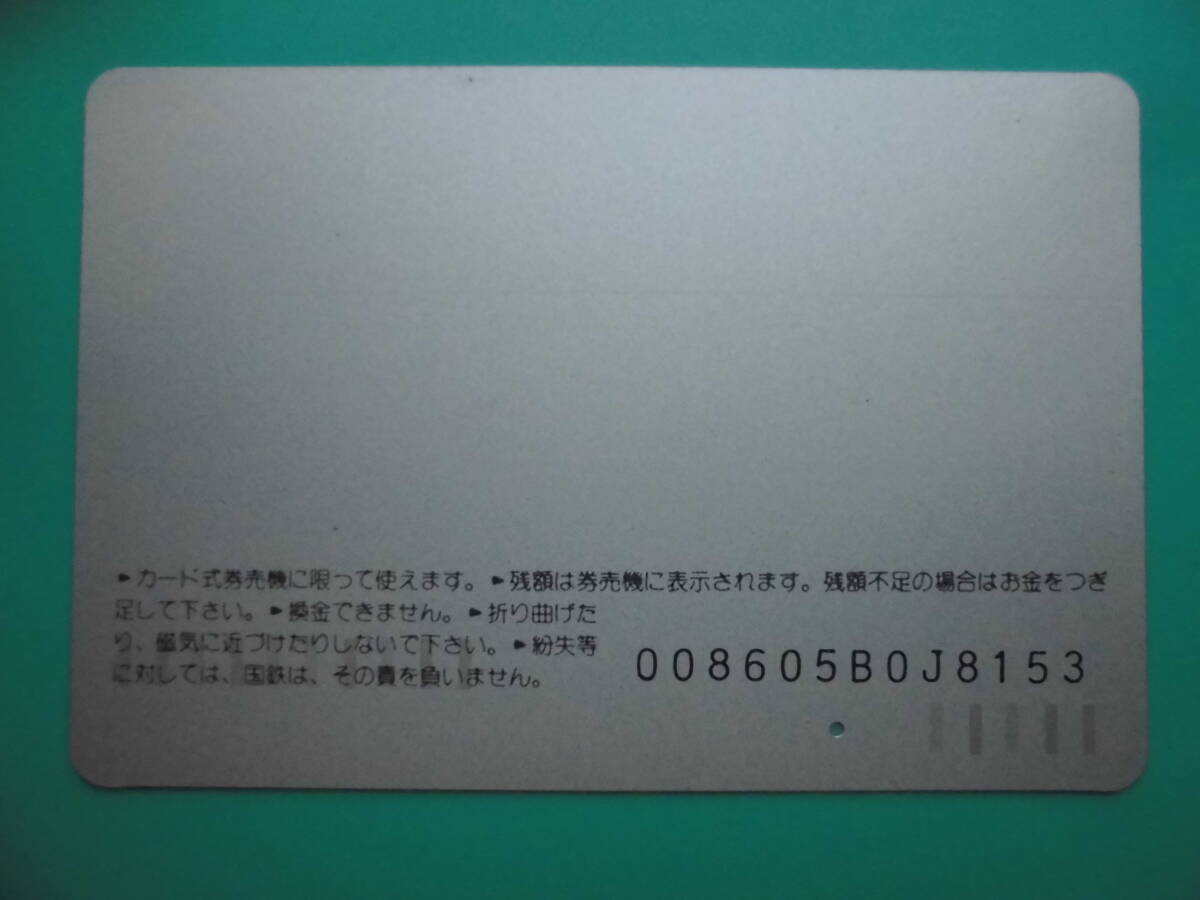 ▶カード式券売機に限って使えます。▶残額は券売機に表示されます。残額不足の場合はお金をつぎ
足して下さい。▶換金できません。▶折り曲げた
り、磁気に近づけたりしないで下さい。▶紛失等
に対しては、国鉄は、その責を負いません。
008605B0J8153